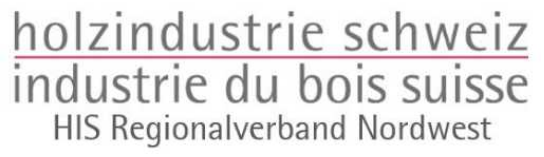 holzindustrie schweiz
industrie du bois suisse
HIS Regionalverband Nordwest